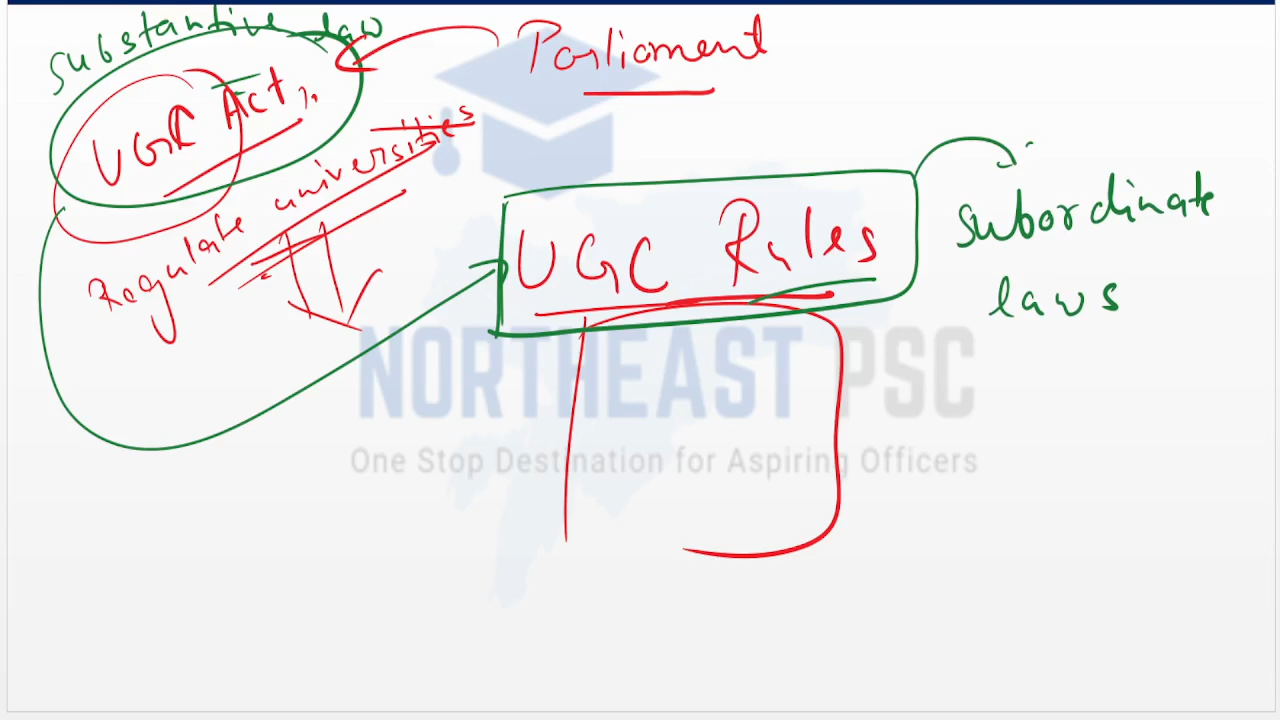 substantive law
Parliament
UGC Act,
Regulate universities
UGC Rules
subordinate
laws
NORTHEAST PSC
One Stop Destination for Aspiring Officers